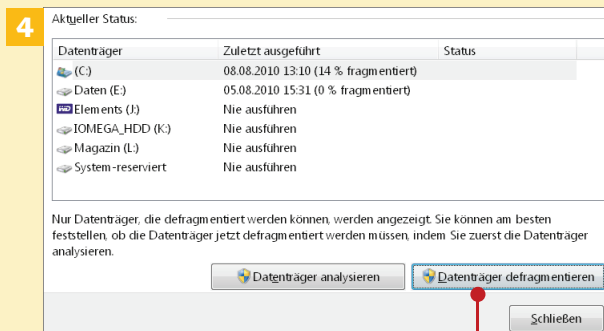 4
Aktueller Status:
Datenträger Zuletzt ausgeführt Status
(C:) 08.08.2010 13:10 (14 % fragmentiert)
Daten (E:) 05.08.2010 15:31 (0 % fragmentiert)
Elements (J:) Nie ausführen
IOMEGA_HDD (K:) Nie ausführen
Magazin (L:) Nie ausführen
System-reserviert Nie ausführen
Nur Datenträger, die defragmentiert werden können, werden angezeigt. Sie können am besten
feststellen, ob die Datenträger jetzt defragmentiert werden müssen, indem Sie zuerst die Datenträger
analysieren.
Datenträger analysieren Datenträger defragmentieren
Schließen